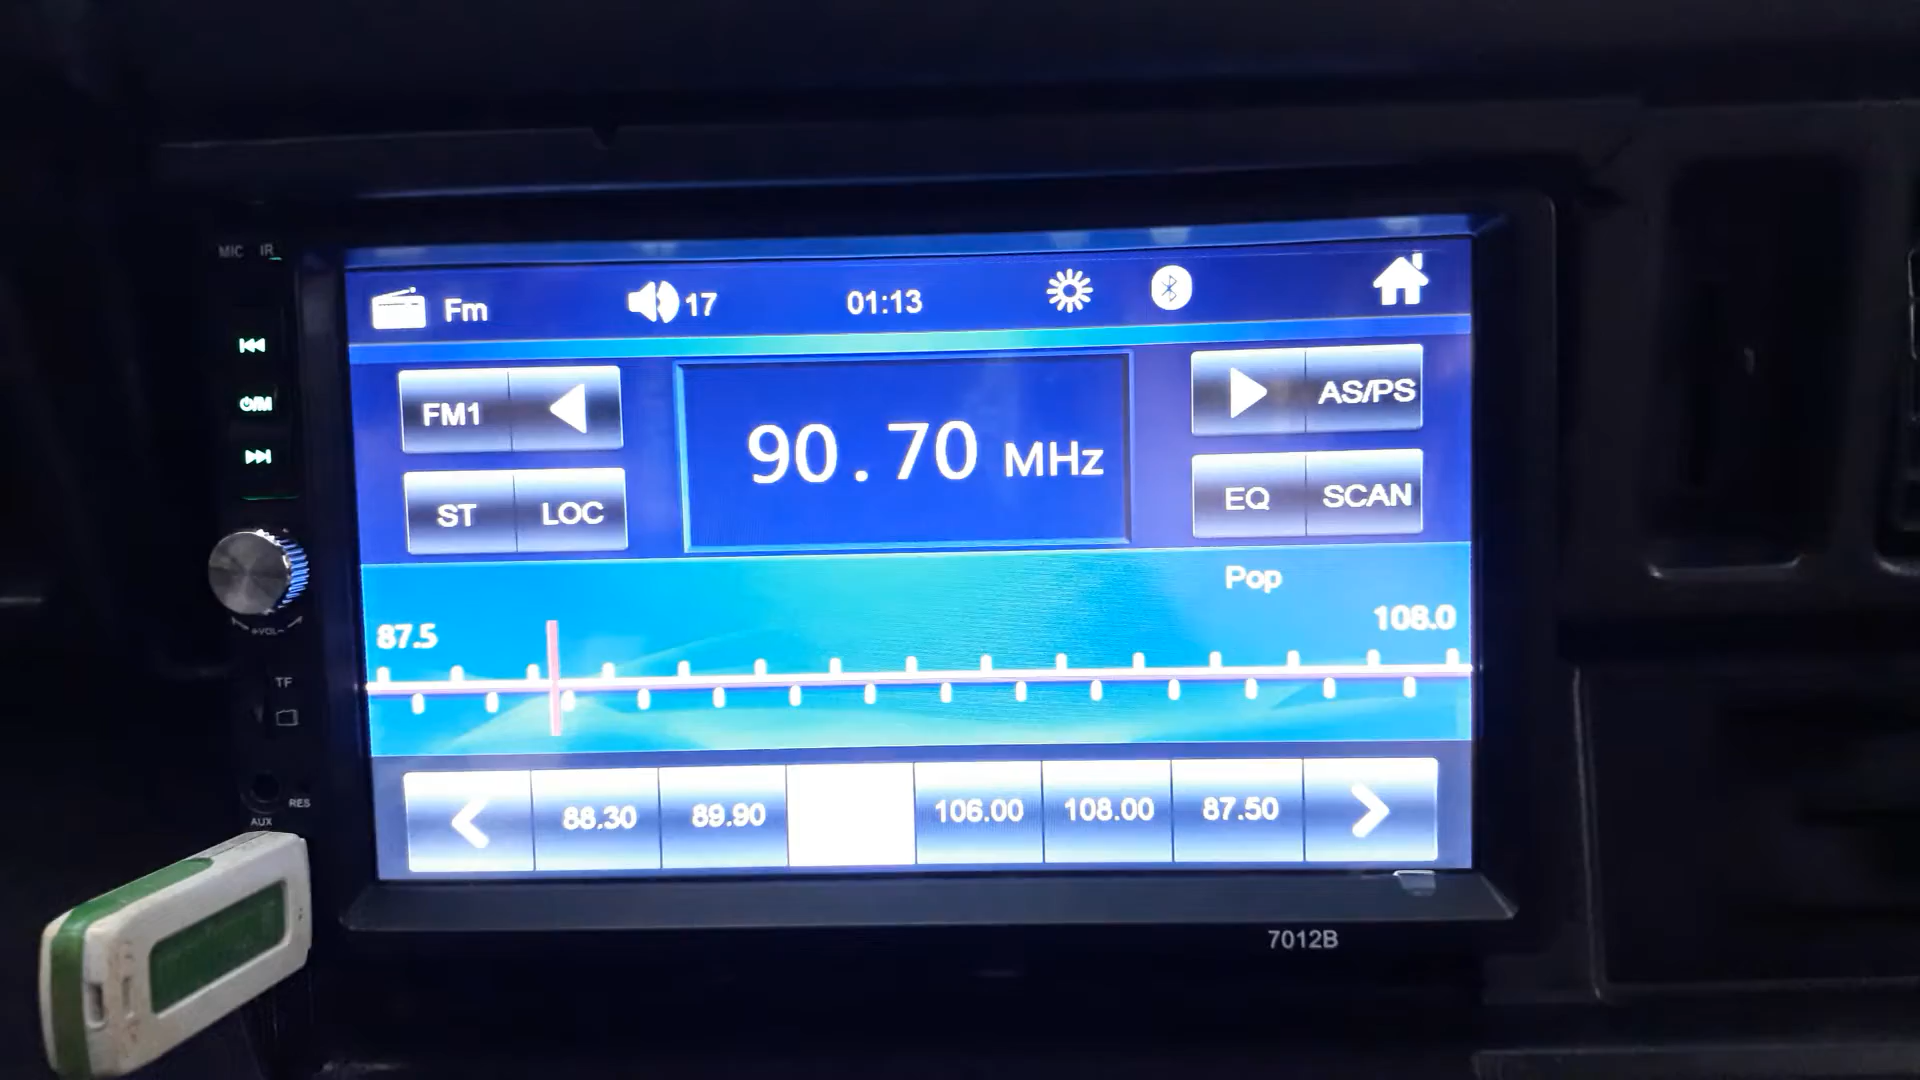 MIC IR
Fm 17 01:13
FM1 90.70 MHz AS/PS
ST LOC EQ SCAN
Pop
87.5 108.0
+VOL-
TF
88.30 89.90 106.00 108.00 87.50
RES
AUX
7012B